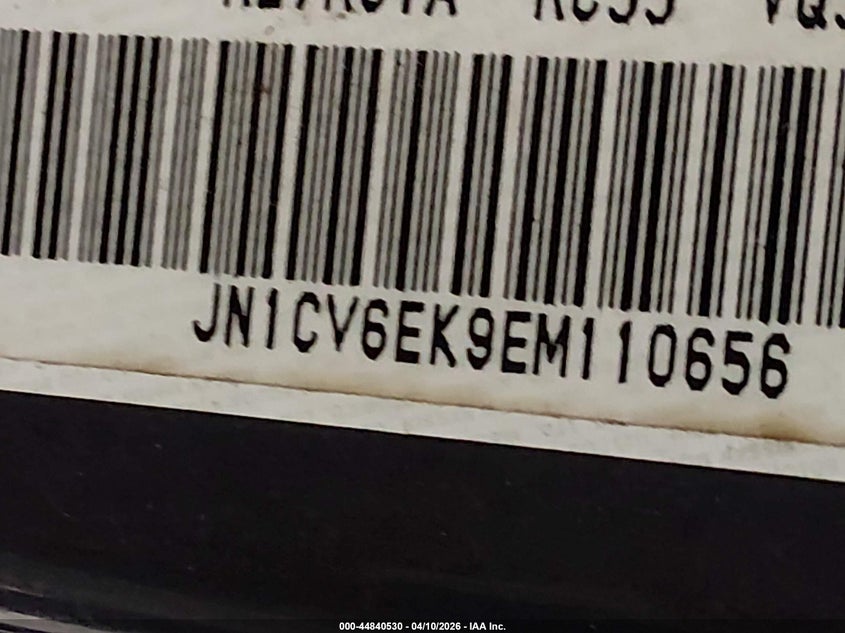 JN1CV6EK9EM110656
000-44840530 - 04/10/2026 - IAA Inc.